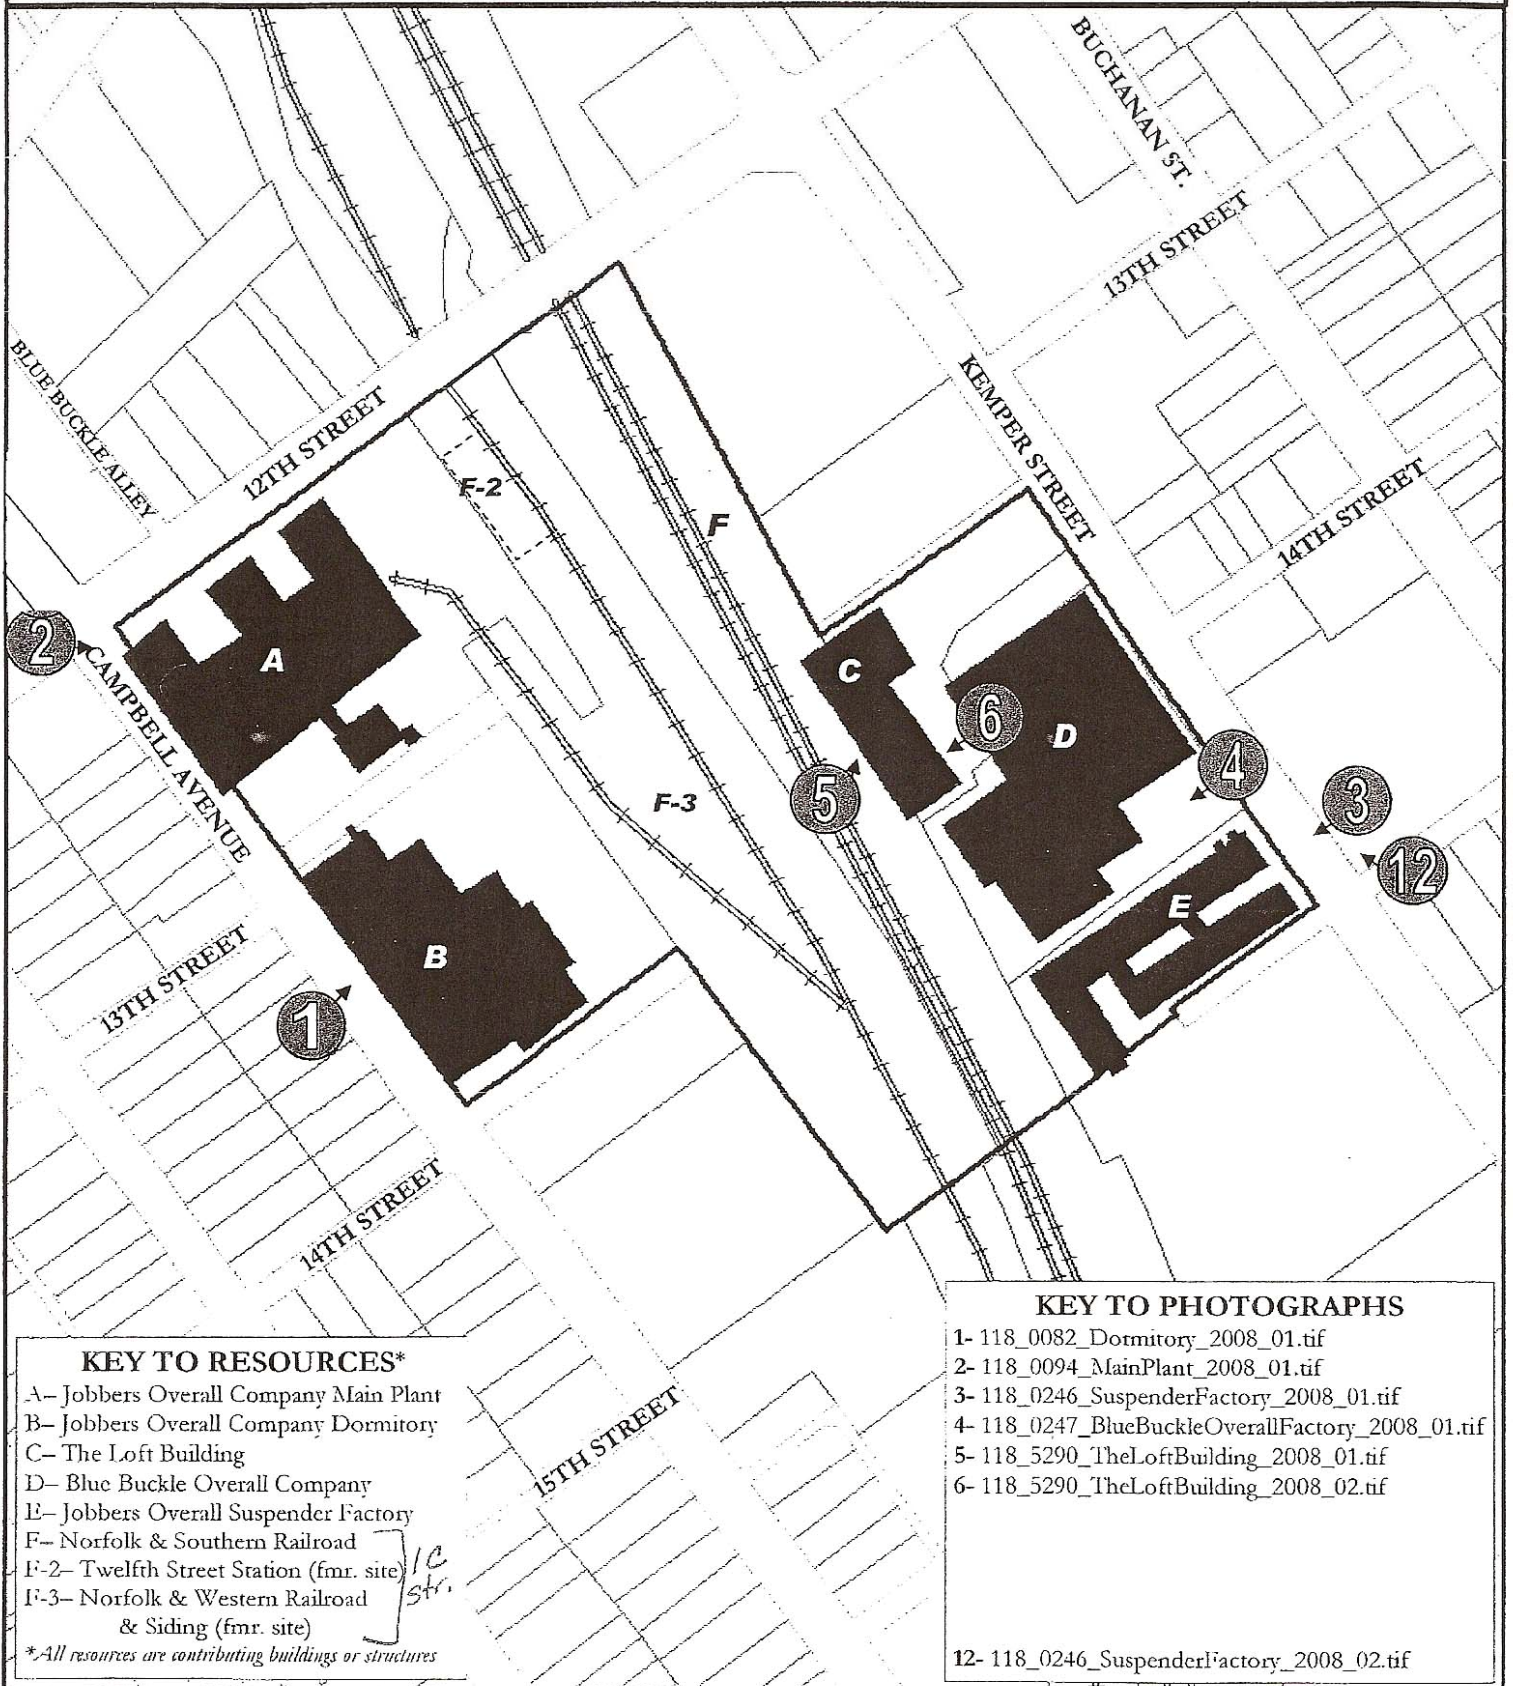 BUCHANAN ST.
13TH STREET
BLUE BUCKLE ALLEY
12TH STREET
KEMPER STREET
14TH STREET
F-2
F
2
A
CAMPBELL AVENUE
C
6
D
4
5
F-3
3
12
E
B
13TH STREET
1
14TH STREET
15TH STREET
KEY TO RESOURCES*
A– Jobbers Overall Company Main Plant
B– Jobbers Overall Company Dormitory
C– The Loft Building
D– Blue Buckle Overall Company
E– Jobbers Overall Suspender Factory
F– Norfolk & Southern Railroad
F-2– Twelfth Street Station (fmr. site)
F-3– Norfolk & Western Railroad
& Siding (fmr. site)
1C
str.
*All resources are contributing buildings or structures
KEY TO PHOTOGRAPHS
1- 118_0082_Dormitory_2008_01.tif
2- 118_0094_MainPlant_2008_01.tif
3- 118_0246_SuspenderFactory_2008_01.tif
4- 118_0247_BlueBuckleOverallFactory_2008_01.tif
5- 118_5290_TheLoftBuilding_2008_01.tif
6- 118_5290_TheLoftBuilding_2008_02.tif
12- 118_0246_SuspenderFactory_2008_02.tif